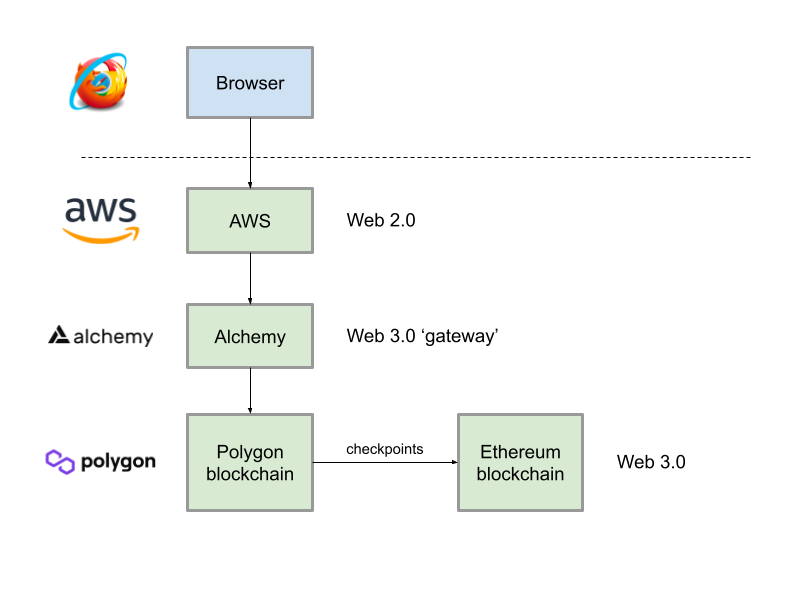 Browser
aws
AWS
Web 2.0
alchemy
Alchemy
Web 3.0 ‘gateway’
polygon
Polygon
blockchain
checkpoints
Ethereum
blockchain
Web 3.0